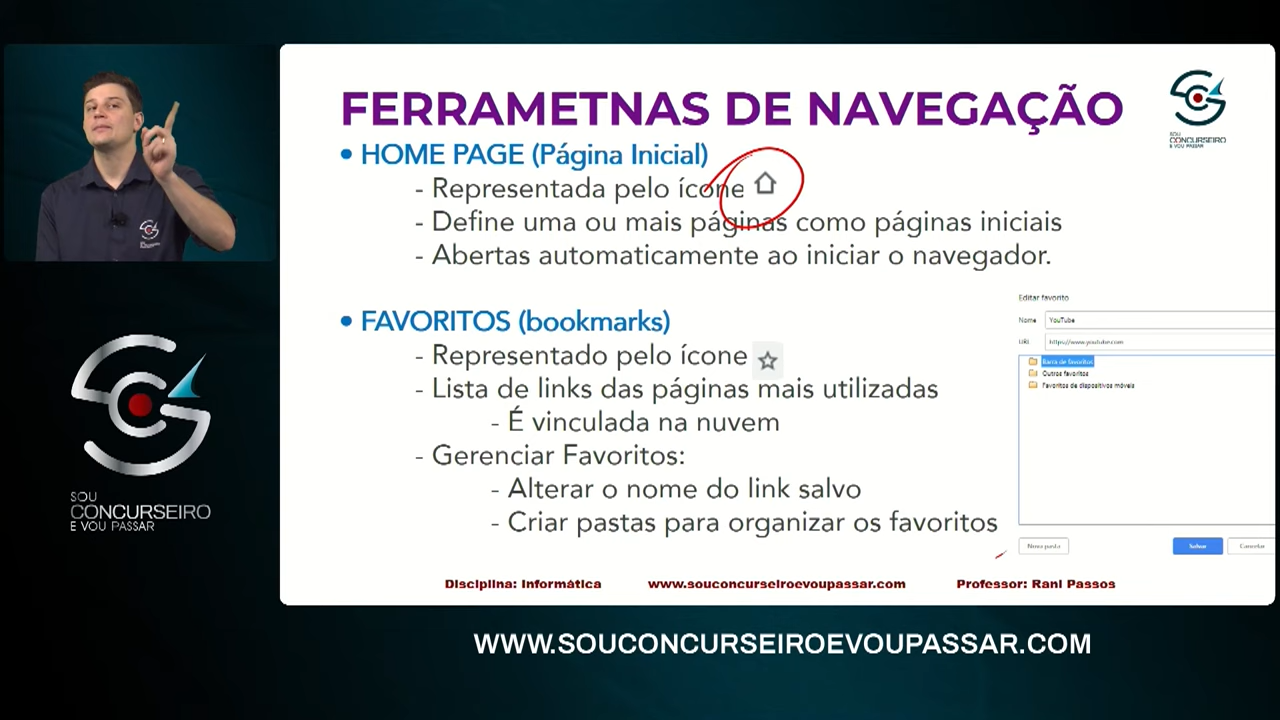 FERRAMETNAS DE NAVEGAÇÃO
SOU
CONCURSEIRO
E VOU PASSAR
• HOME PAGE (Página Inicial)
- Representada pelo ícone
- Define uma ou mais páginas como páginas iniciais
- Abertas automaticamente ao iniciar o navegador.
• FAVORITOS (bookmarks)
- Representado pelo ícone
- Lista de links das páginas mais utilizadas
- É vinculada na nuvem
- Gerenciar Favoritos:
- Alterar o nome do link salvo
- Criar pastas para organizar os favoritos
Editar favorito
Nome YouTube
URL https://www.youtube.com
Barra de favoritos
Outros favoritos
Favoritos de dispositivos móveis
Nova pasta Salvar Cancelar
Disciplina: Informática www.souconcurseiroevoupassar.com Professor: Rani Passos
SOU
CONCURSEIRO
E VOU PASSAR
WWW.SOUCONCURSEIROEVOUPASSAR.COM